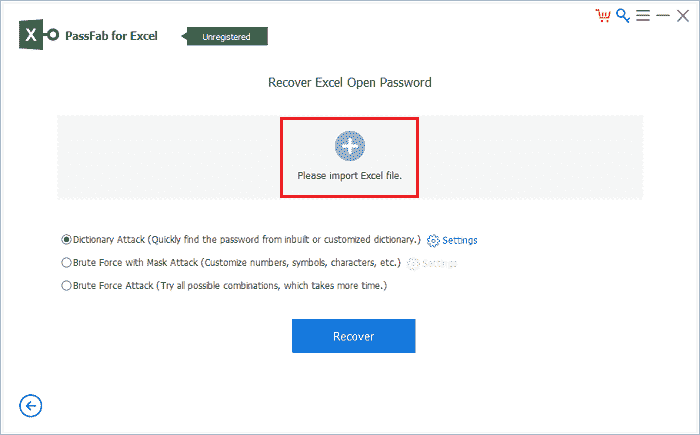 X
PassFab for Excel
Unregistered
Recover Excel Open Password
Please import Excel file.
Dictionary Attack (Quickly find the password from inbuilt or customized dictionary.) Settings
Brute Force with Mask Attack (Customize numbers, symbols, characters, etc.) Settings
Brute Force Attack (Try all possible combinations, which takes more time.)
Recover